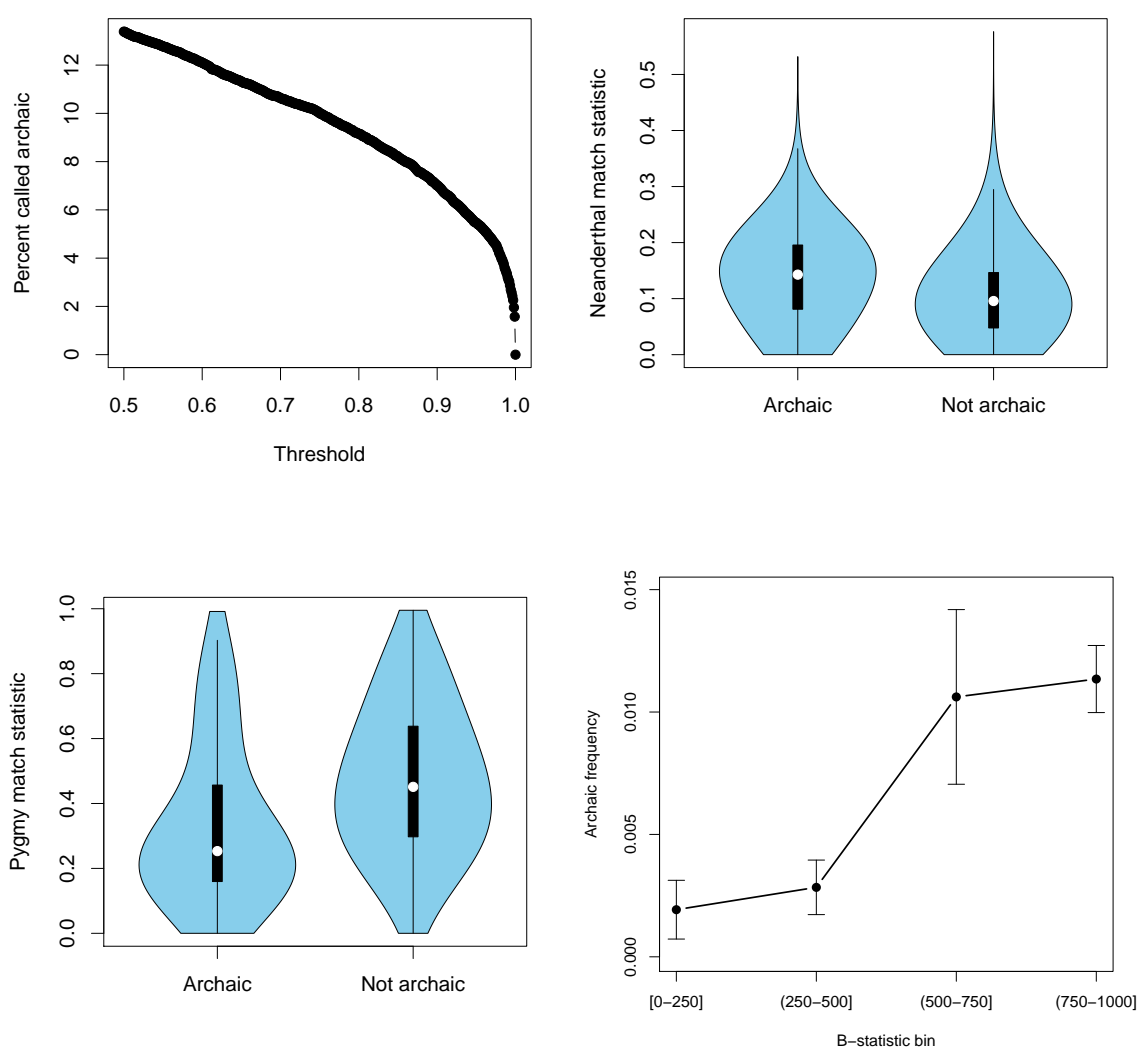 Percent called archaic
12
10
8
6
4
2
0
0.5 0.6 0.7 0.8 0.9 1.0
Threshold
Neanderthal match statistic
0.5
0.4
0.3
0.2
0.1
0.0
Archaic Not archaic
Pygmy match statistic
1.0
0.8
0.6
0.4
0.2
0.0
Archaic Not archaic
Archaic frequency
0.015
0.010
0.005
0.000
[0−250] (250−500] (500−750] (750−1000]
B−statistic bin